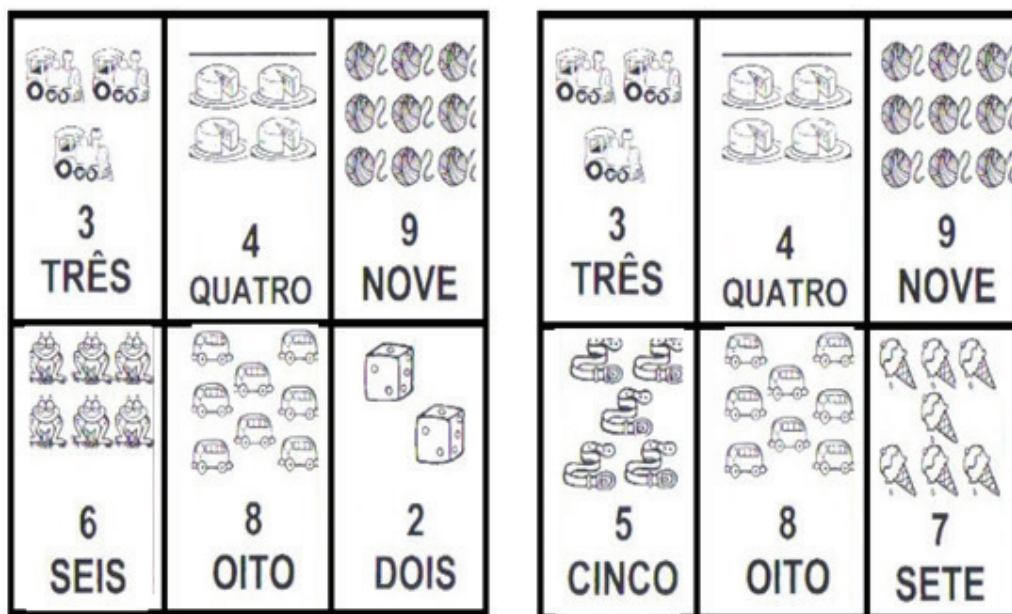 3
TRÊS
4
QUATRO
9
NOVE
6
SEIS
8
OITO
2
DOIS
3
TRÊS
4
QUATRO
9
NOVE
5
CINCO
8
OITO
7
SETE